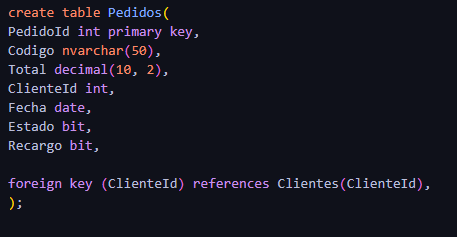 create table Pedidos(
PedidoId int primary key,
Codigo nvarchar(50),
Total decimal(10, 2),
ClienteId int,
Fecha date,
Estado bit,
Recargo bit,
foreign key (ClienteId) references Clientes(ClienteId),
);